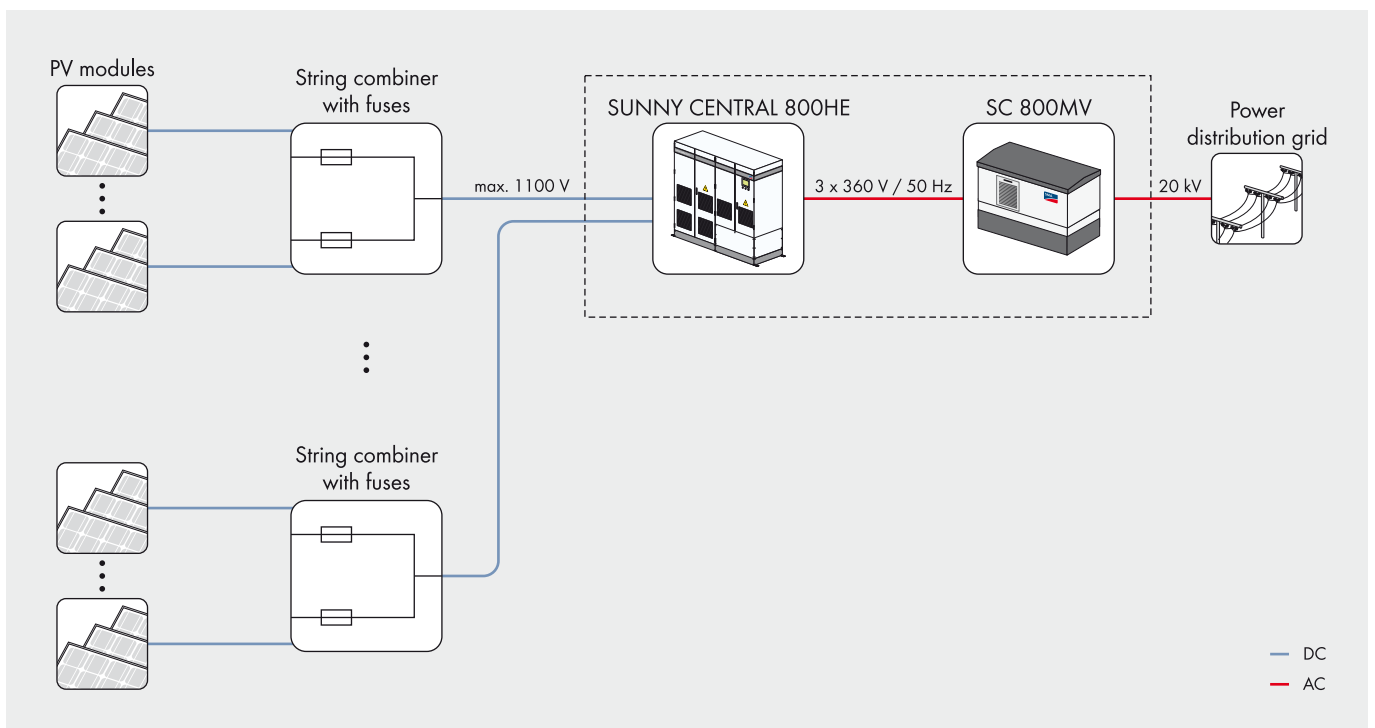 PV modules
String combiner
with fuses
SUNNY CENTRAL 800HE
SC 800MV
Power
distribution grid
max. 1100 V
3 x 360 V / 50 Hz
20 kV
String combiner
with fuses
DC
AC